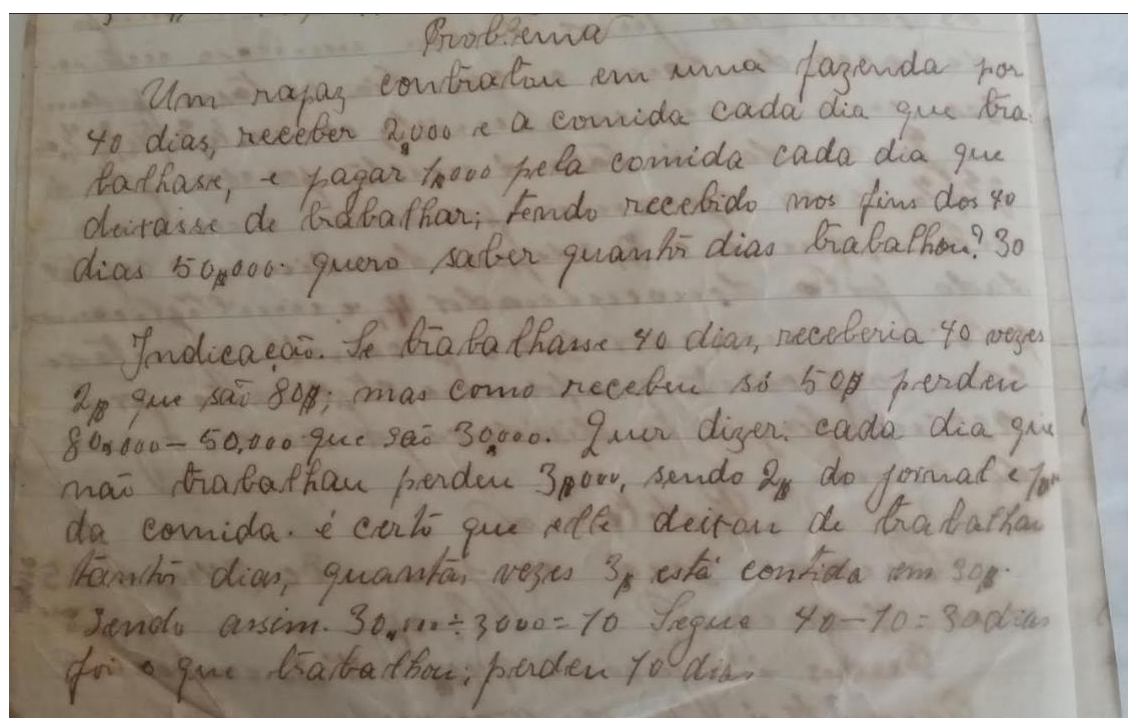 Problema
Um rapaz contratou em uma fazenda por
40 dias, receber 2,000 e a comida cada dia que tra-
balhase, e pagar 1$000 pela comida cada dia que
deixasse de trabalhar; tendo recebido nos fins dos 40
dias 50$000. quero saber quantos dias trabalhou? 30
Indicação. Se trabalhasse 40 dias, receberia 40 vezes
2$ que são 80$; mas como recebeu só 50$ perdeu
80$000 - 50,000 que são 30,000. Quer dizer. cada dia que
não trabalhou perdeu 3$000, sendo 2$ do jornal e
da comida. é certo que elle deixou de trabalhar
tantos dias, quantas vezes 3$ está contida em 30$.
Sendo assim. 30,000 ÷ 3000 = 10 Segue 40 - 10 = 30 dias
foi o que trabalhou; perdeu 10 dias